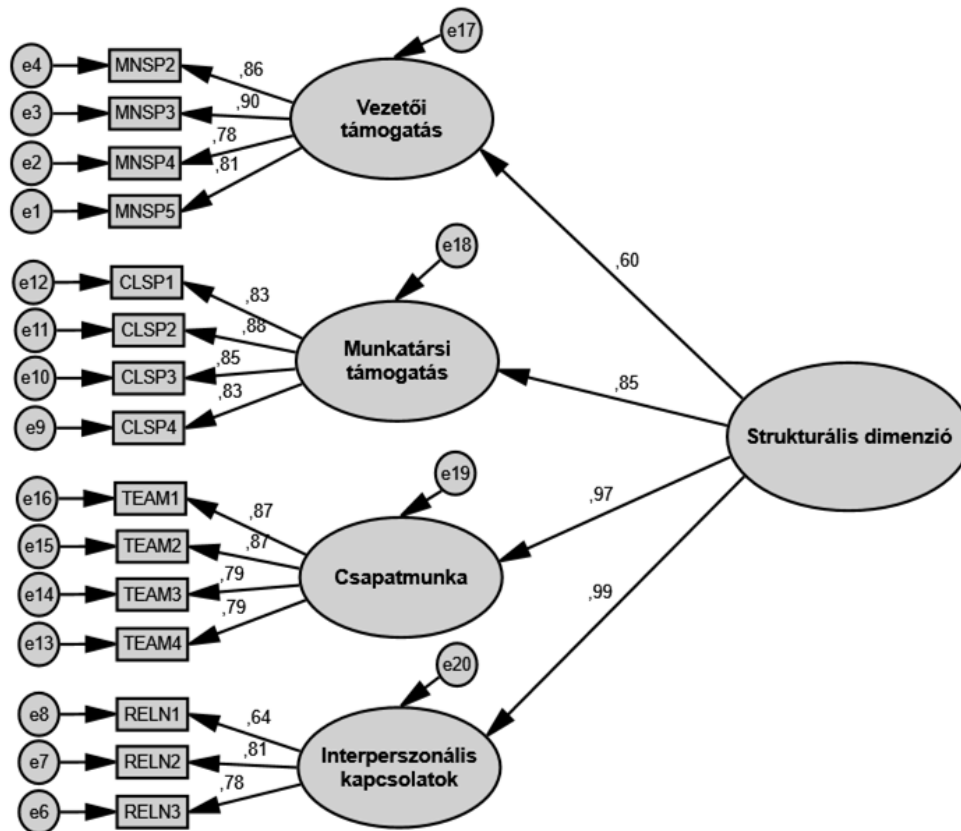 e17
e4
MNSP2
,86
Vezetői
támogatás
e3
MNSP3
,90
e2
MNSP4
,78
e1
MNSP5
,81
,60
e18
e12
CLSP1
,83
e11
CLSP2
,88
Munkatársi
támogatás
e10
CLSP3
,85
e9
CLSP4
,83
,85
Strukturális dimenzió
e19
e16
TEAM1
,87
e15
TEAM2
,87
Csapatmunka
e14
TEAM3
,79
e13
TEAM4
,79
,97
,99
e20
e8
RELN1
,64
e7
RELN2
,81
Interperszonális
kapcsolatok
e6
RELN3
,78